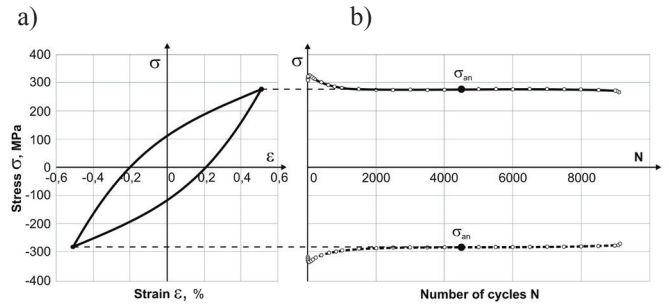 a)
b)
400
300
200
100
0
-100
-200
-300
-400
Stress σ, MPa
σ
ε
-0,6
-0,4
-0,2
0
0,2
0,4
0,6
Strain ε, %
σ
σan
N
0
2000
4000
6000
8000
σan
Number of cycles N